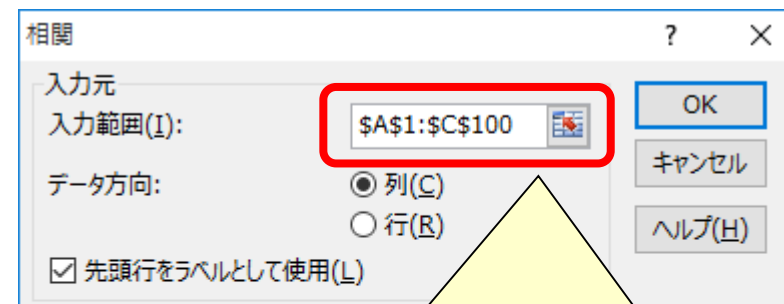 相関 ? ×
入力元
入力範囲(I): $A$1:$C$100 OK
キャンセル
データ方向: 列(C)
行(R) ヘルプ(H)
先頭行をラベルとして使用(L)